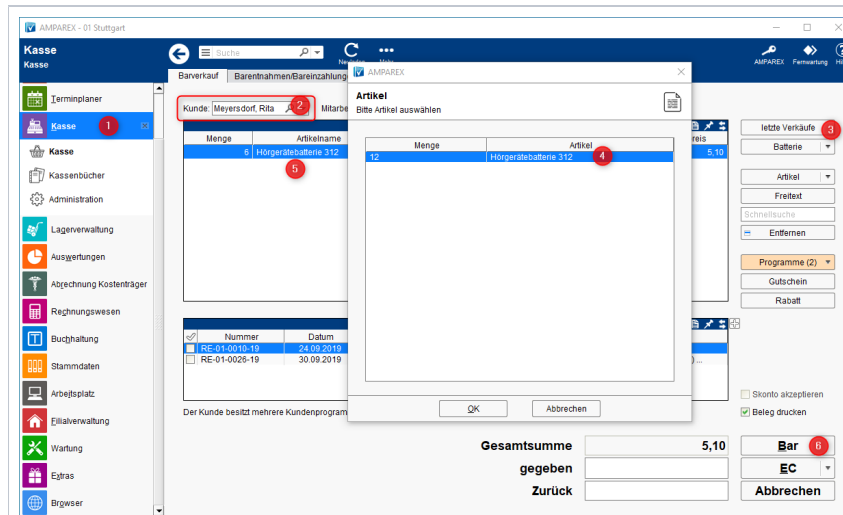 AMPAREX - 01 Stuttgart
Kasse
Kasse
Suche
Mehr
AMPAREX
Fernwartung
Barverkauf
Barentnahmen/Bareinzahlung
Terminplaner
Kasse
1
Kasse
Kassenbücher
Administration
Lagerverwaltung
Auswertungen
Abrechnung Kostenträger
Rechnungswesen
Buchhaltung
Stammdaten
Arbeitsplatz
Filialverwaltung
Wartung
Extras
Browser
Kunde: Meyersdorf, Rita
2
Mitarbe
Menge
Artikelname
reis
6
Hörgerätebatterie 312
5,10
5
AMPAREX
Artikel
Bitte Artikel auswählen
Menge
Artikel
12
Hörgerätebatterie 312
4
OK
Abbrechen
letzte Verkäufe
3
Batterie
Artikel
Freitext
Schnellsuche
Entfernen
Programme (2)
Gutschein
Rabatt
Nummer
Datum
RE-01-0010-19
24.09.2019
RE-01-0026-19
30.09.2019
) ...
Der Kunde besitzt mehrere Kundenprogram
Skonto akzeptieren
Beleg drucken
Gesamtsumme
5,10
Bar
6
gegeben
EC
Zurück
Abbrechen